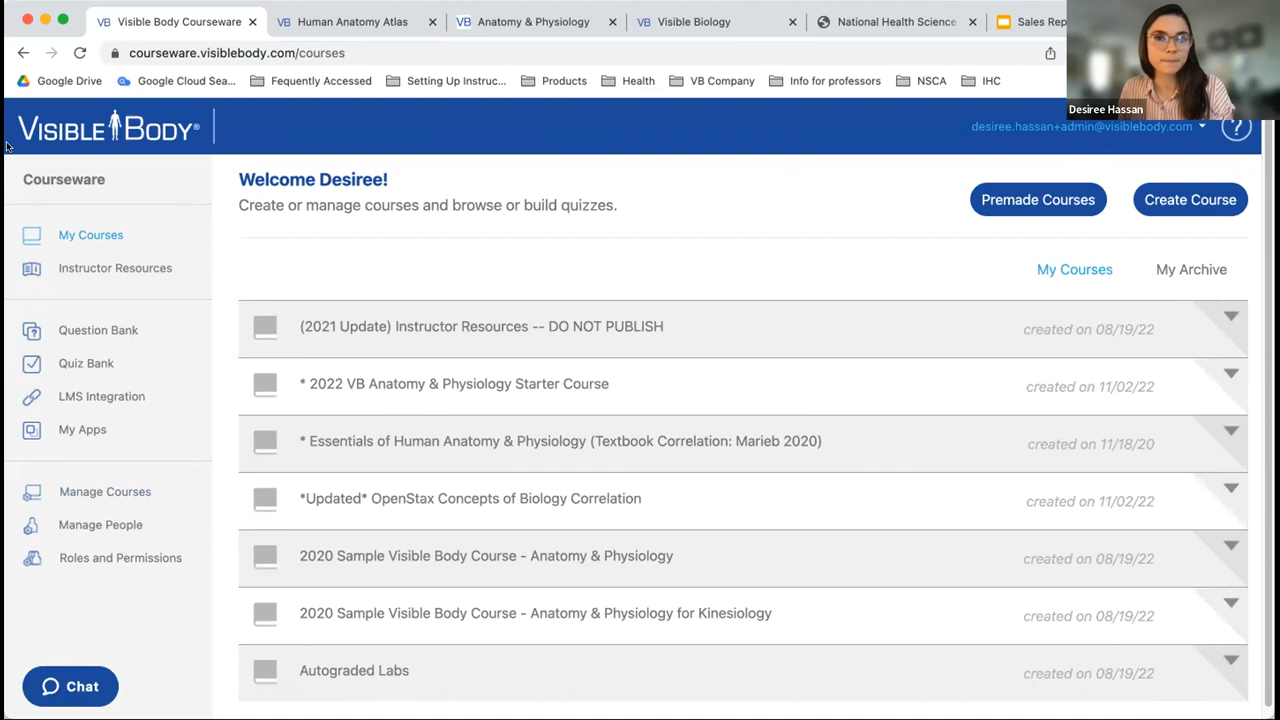 Visible Body Courseware
Human Anatomy Atlas
Anatomy & Physiology
Visible Biology
National Health Science
Sales Rep
courseware.visiblebody.com/courses
Google Drive
Google Cloud Sea...
Fequently Accessed
Setting Up Instruc...
Products
Health
VB Company
Info for professors
NSCA
IHC
Desiree Hassan
VISIBLE BODY®
desiree.hassan+admin@visiblebody.com
?
Courseware
My Courses
Instructor Resources
Question Bank
Quiz Bank
LMS Integration
My Apps
Manage Courses
Manage People
Roles and Permissions
Chat
Welcome Desiree!
Create or manage courses and browse or build quizzes.
Premade Courses
Create Course
My Courses
My Archive
(2021 Update) Instructor Resources -- DO NOT PUBLISH
created on 08/19/22
* 2022 VB Anatomy & Physiology Starter Course
created on 11/02/22
* Essentials of Human Anatomy & Physiology (Textbook Correlation: Marieb 2020)
created on 11/18/20
*Updated* OpenStax Concepts of Biology Correlation
created on 11/02/22
2020 Sample Visible Body Course - Anatomy & Physiology
created on 08/19/22
2020 Sample Visible Body Course - Anatomy & Physiology for Kinesiology
created on 08/19/22
Autograded Labs
created on 08/19/22